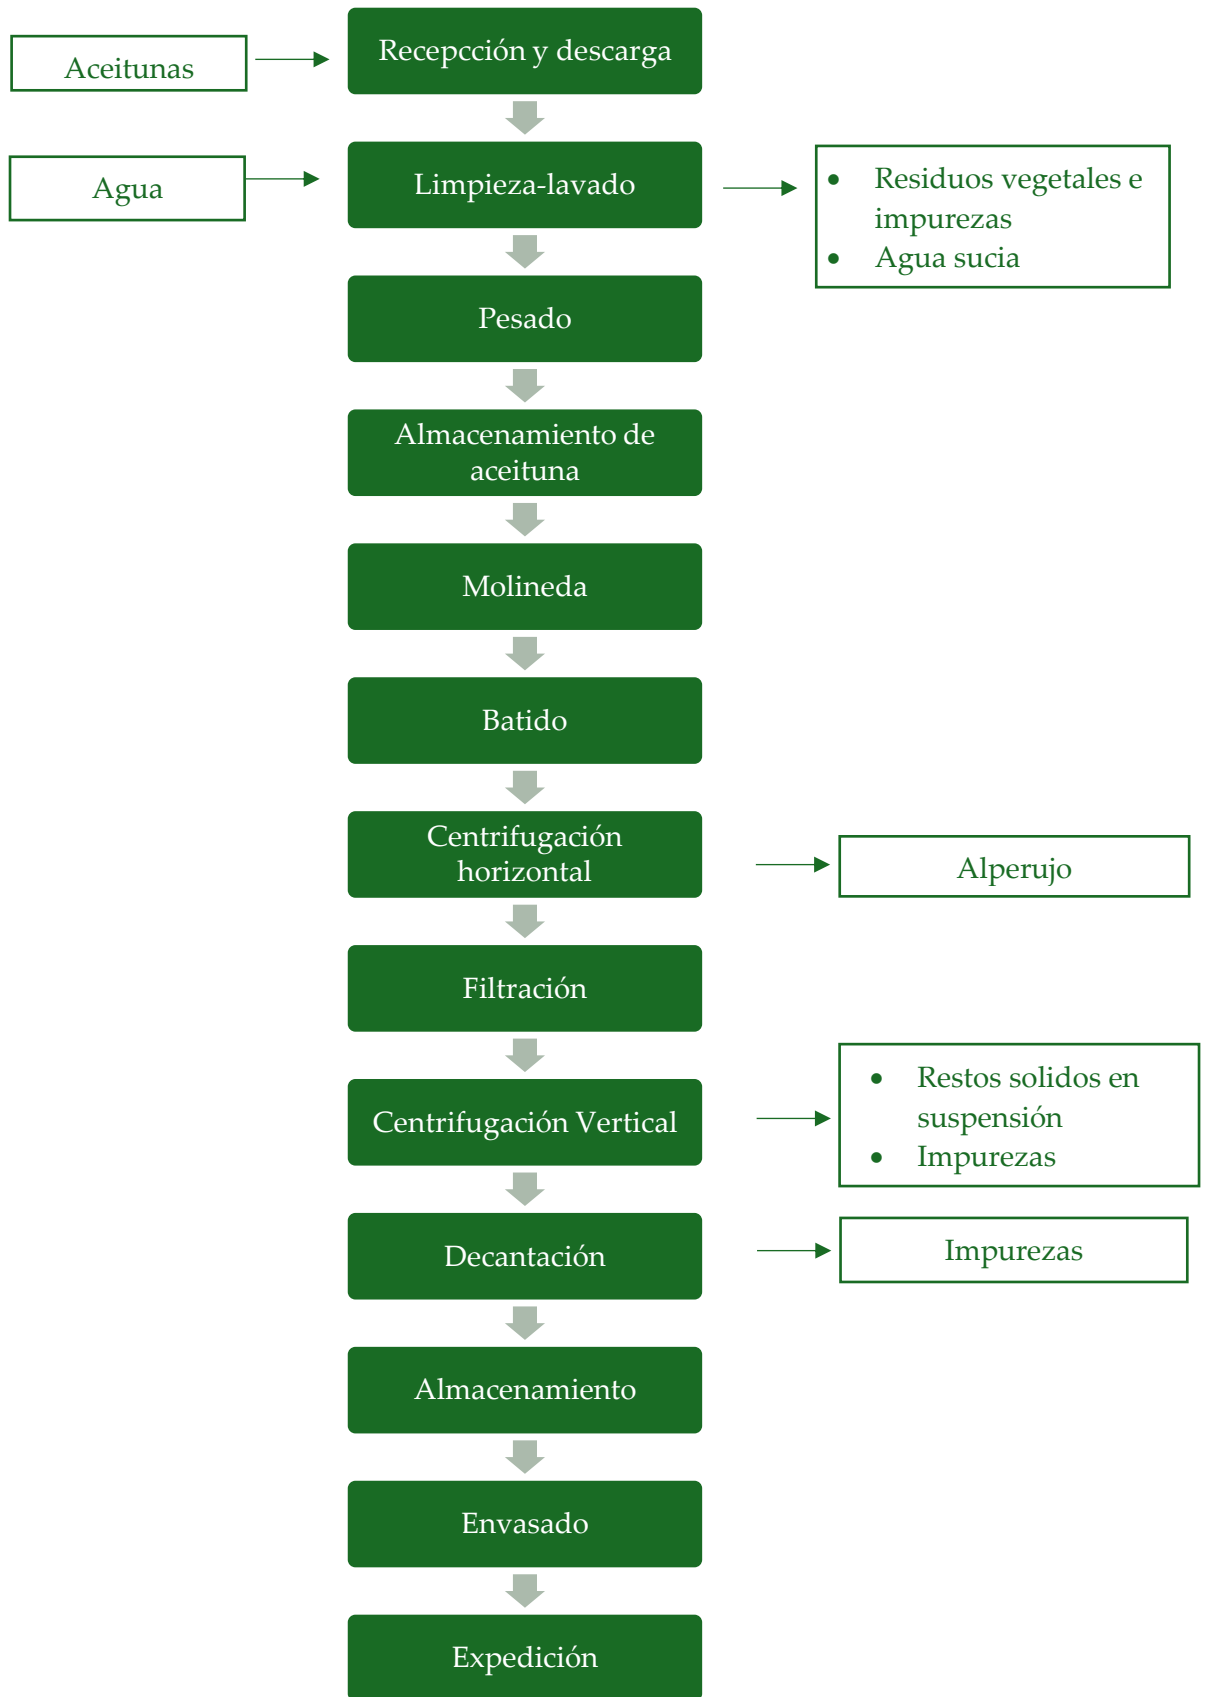 Aceitunas
Recepcción y descarga
Agua
Limpieza-lavado
• Residuos vegetales e
impurezas
• Agua sucia
Pesado
Almacenamiento de
aceituna
Molineda
Batido
Centrifugación
horizontal
Alperujo
Filtración
Centrifugación Vertical
• Restos solidos en
suspensión
• Impurezas
Decantación
Impurezas
Almacenamiento
Envasado
Expedición